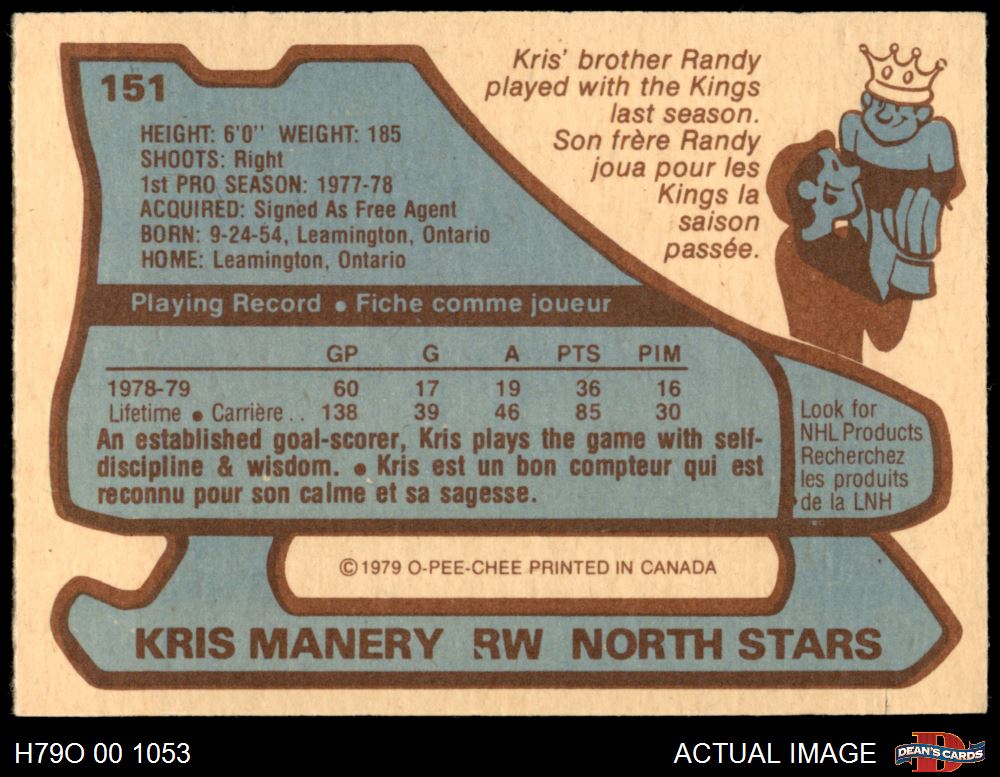 151
HEIGHT: 6'0" WEIGHT: 185
SHOOTS: Right
1st PRO SEASON: 1977-78
ACQUIRED: Signed As Free Agent
BORN: 9-24-54, Leamington, Ontario
HOME: Leamington, Ontario
Kris' brother Randy
played with the Kings
last season.
Son frère Randy
joua pour les
Kings la
saison
passée.
Playing Record • Fiche comme joueur
GP G A PTS PIM
1978-79 60 17 19 36 16
Lifetime • Carrière .. 138 39 46 85 30
An established goal-scorer, Kris plays the game with self-
discipline & wisdom. • Kris est un bon compteur qui est
reconnu pour son calme et sa sagesse.
Look for
NHL Products
Recherchez
les produits
de la LNH
© 1979 O-PEE-CHEE PRINTED IN CANADA
KRIS MANERY RW NORTH STARS
H79O 00 1053
ACTUAL IMAGE
D
DEAN'S CARDS